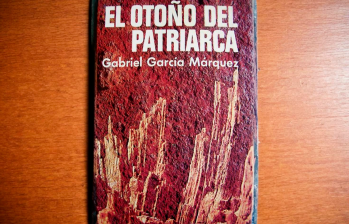 EL OTOÑO DEL
PATRIARCA
Gabriel García Márquez